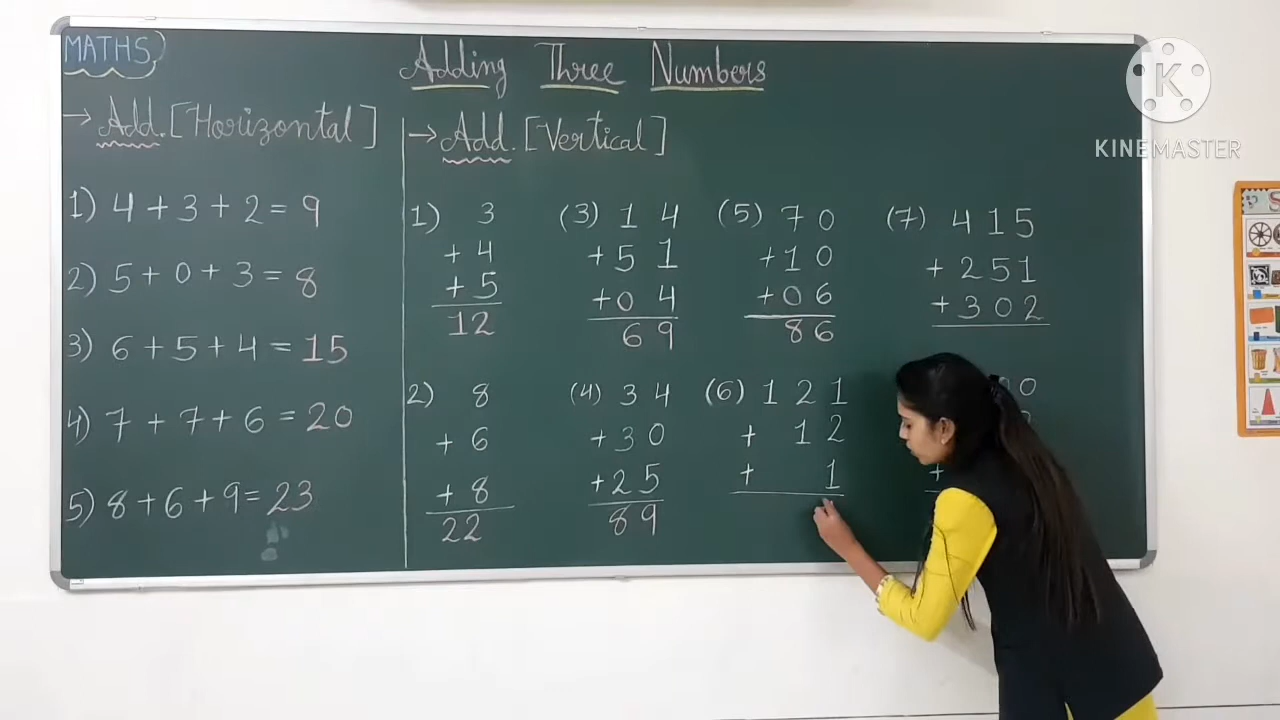 MATHS
Adding Three Numbers
→ Add. [Horizontal]
1) 4 + 3 + 2 = 9
2) 5 + 0 + 3 = 8
3) 6 + 5 + 4 = 15
4) 7 + 7 + 6 = 20
5) 8 + 6 + 9 = 23
→ Add. [Vertical]
1) 3
+ 4
+ 5
12
2) 8
+ 6
+ 8
22
(3) 1 4
+ 5 1
+ 0 4
6 9
(4) 3 4
+ 3 0
+ 2 5
8 9
(5) 7 0
+ 1 0
+ 0 6
8 6
(6) 1 2 1
+ 1 2
+ 1
(7) 4 1 5
+ 2 5 1
+ 3 0 2
0 0
+
K
KINEMASTER